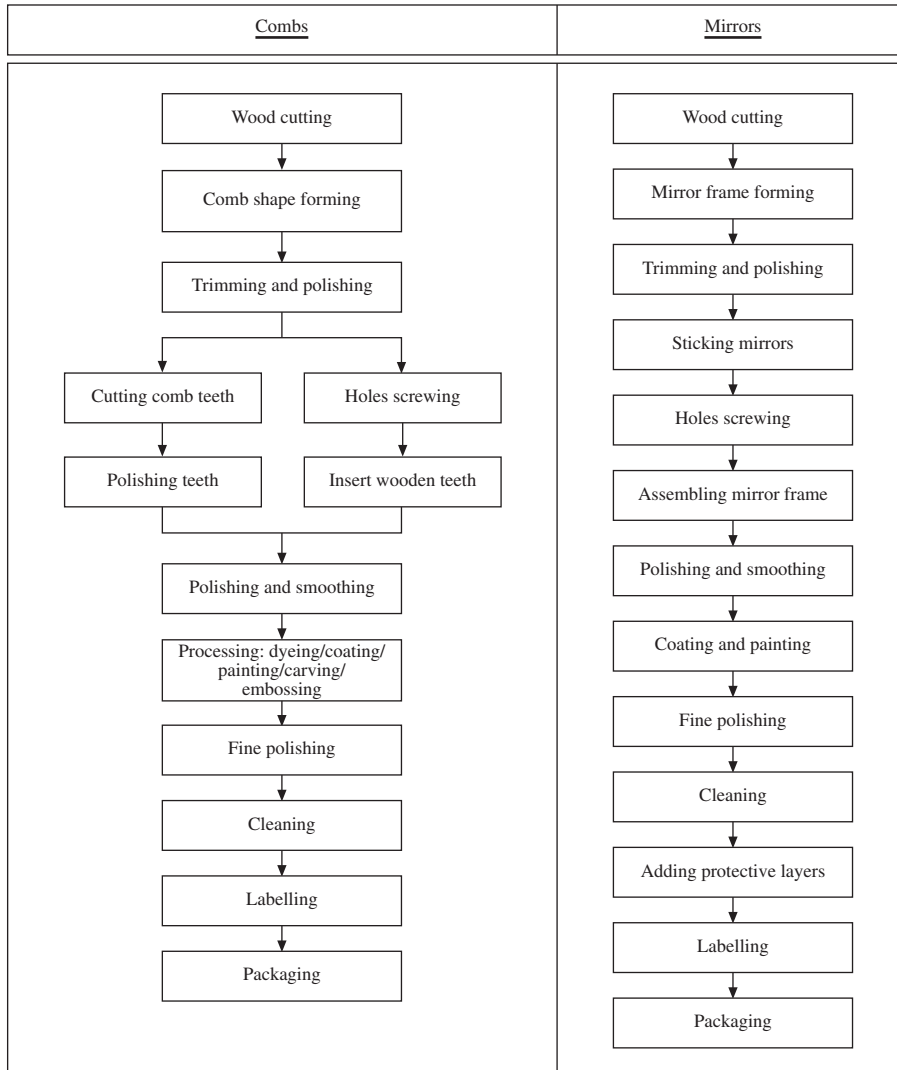 Combs
Wood cutting
Comb shape forming
Trimming and polishing
Cutting comb teeth
Holes screwing
Polishing teeth
Insert wooden teeth
Polishing and smoothing
Processing: dyeing/coating/
painting/carving/
embossing
Fine polishing
Cleaning
Labelling
Packaging
Mirrors
Wood cutting
Mirror frame forming
Trimming and polishing
Sticking mirrors
Holes screwing
Assembling mirror frame
Polishing and smoothing
Coating and painting
Fine polishing
Cleaning
Adding protective layers
Labelling
Packaging